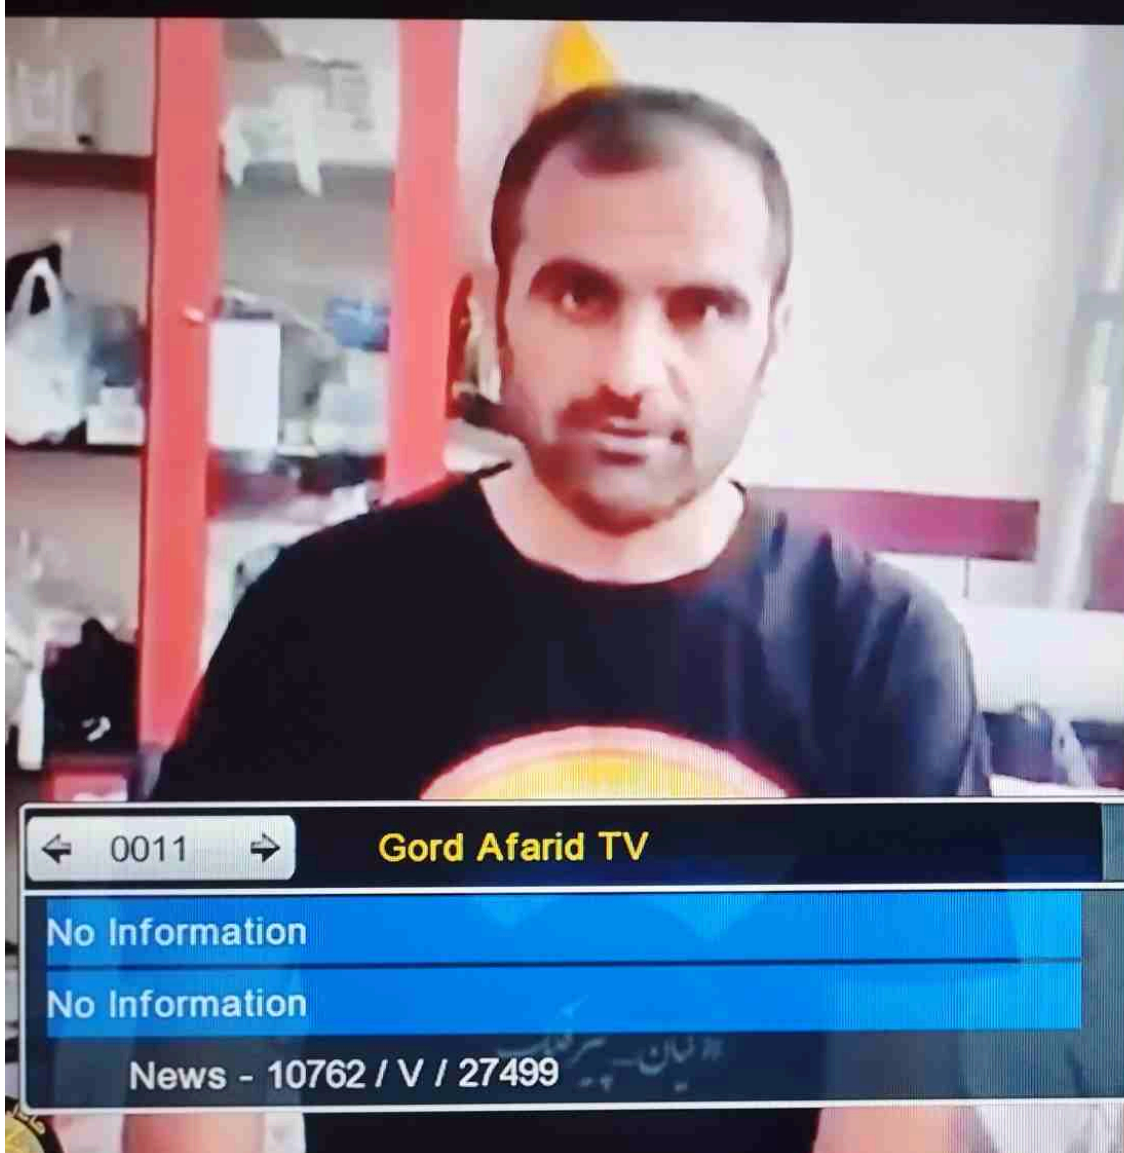 0011
Gord Afarid TV
No Information
No Information
News - 10762 / V / 27499